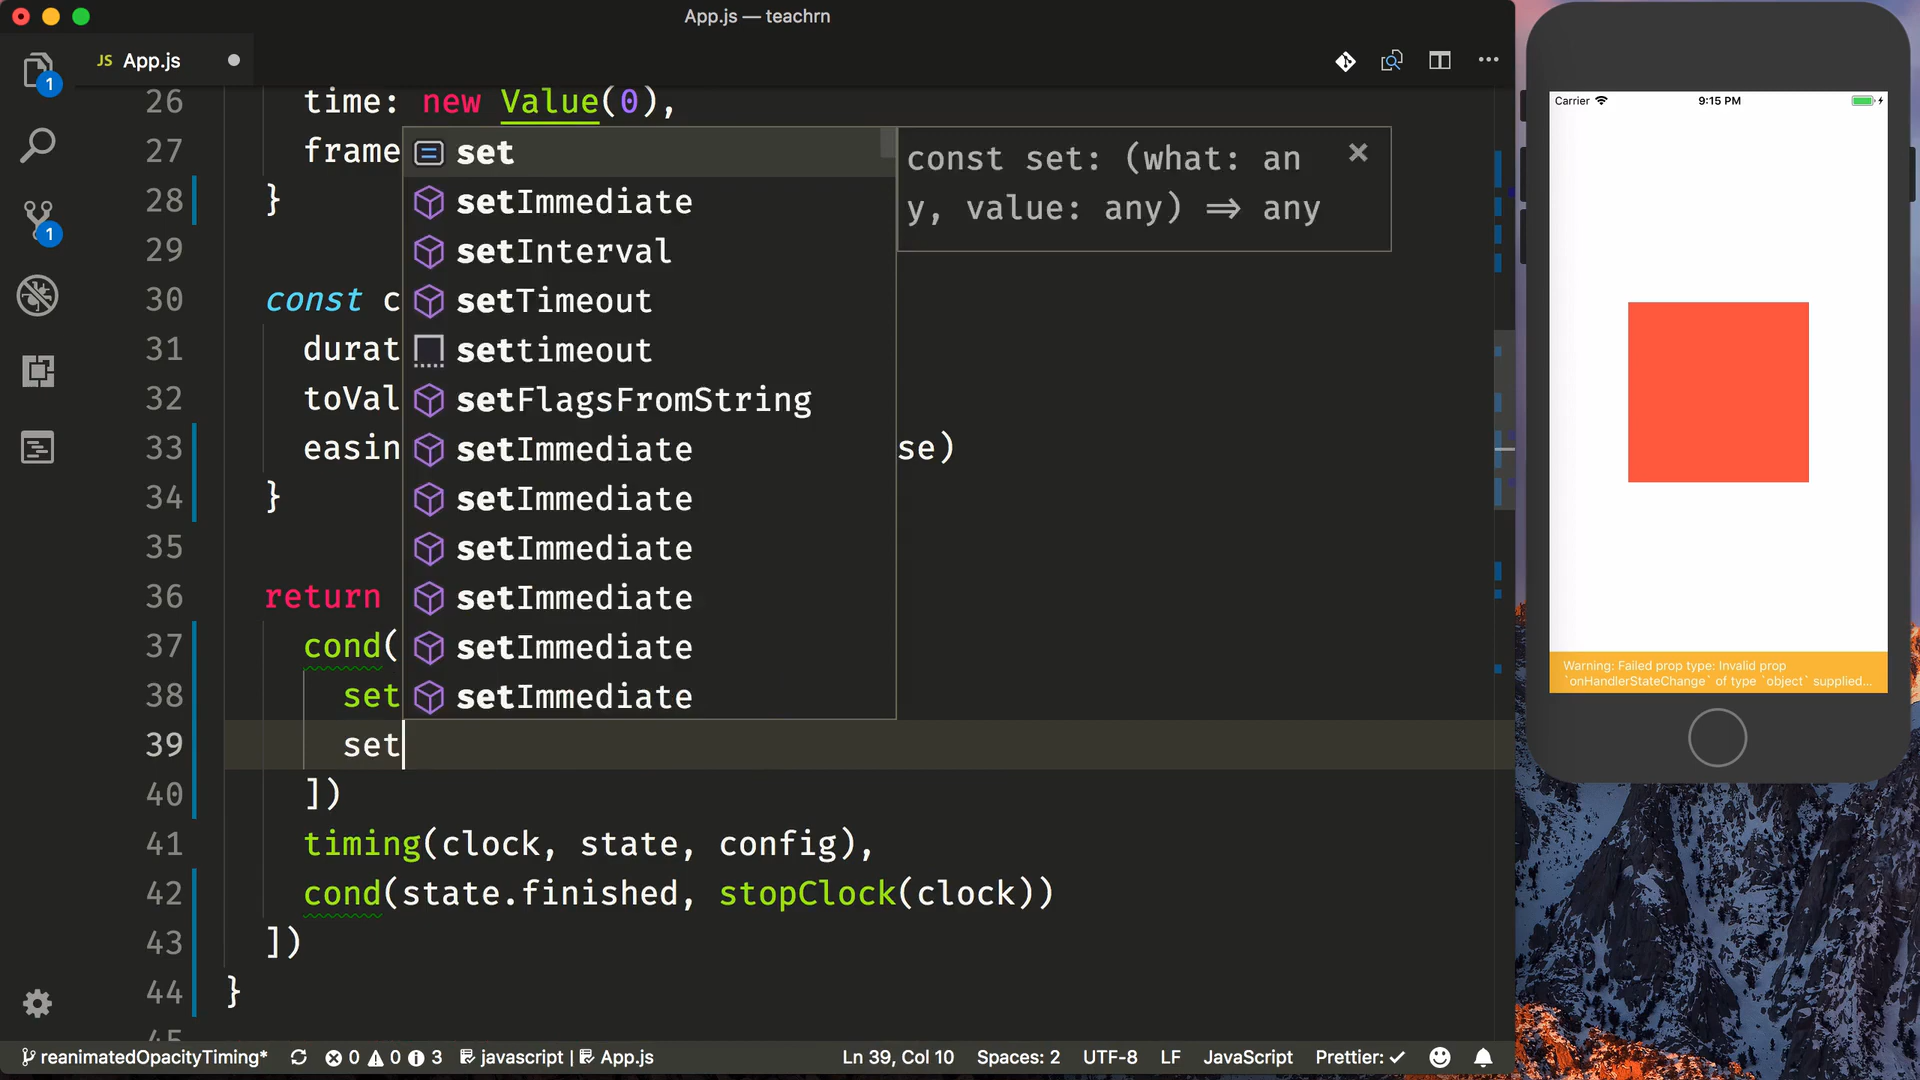 App.js — teachrn
JS App.js
1
1
26 time: new Value(0),
27 frame
28 }
29
30 const c
31 durat
32 toVal
33 easin se)
34 }
35
36 return
37 cond(
38 set
39 set
40 ])
41 timing(clock, state, config),
42 cond(state.finished, stopClock(clock))
43 ])
44 }
45
set
setImmediate
setInterval
setTimeout
settimeout
setFlagsFromString
setImmediate
setImmediate
setImmediate
setImmediate
setImmediate
setImmediate
const set: (what: an
y, value: any) ⇒ any
reanimatedOpacityTiming* 0 0 3 javascript | App.js Ln 39, Col 10 Spaces: 2 UTF-8 LF JavaScript Prettier: ✓
Carrier 9:15 PM
Warning: Failed prop type: Invalid prop
`onHandlerStateChange` of type `object` supplied...